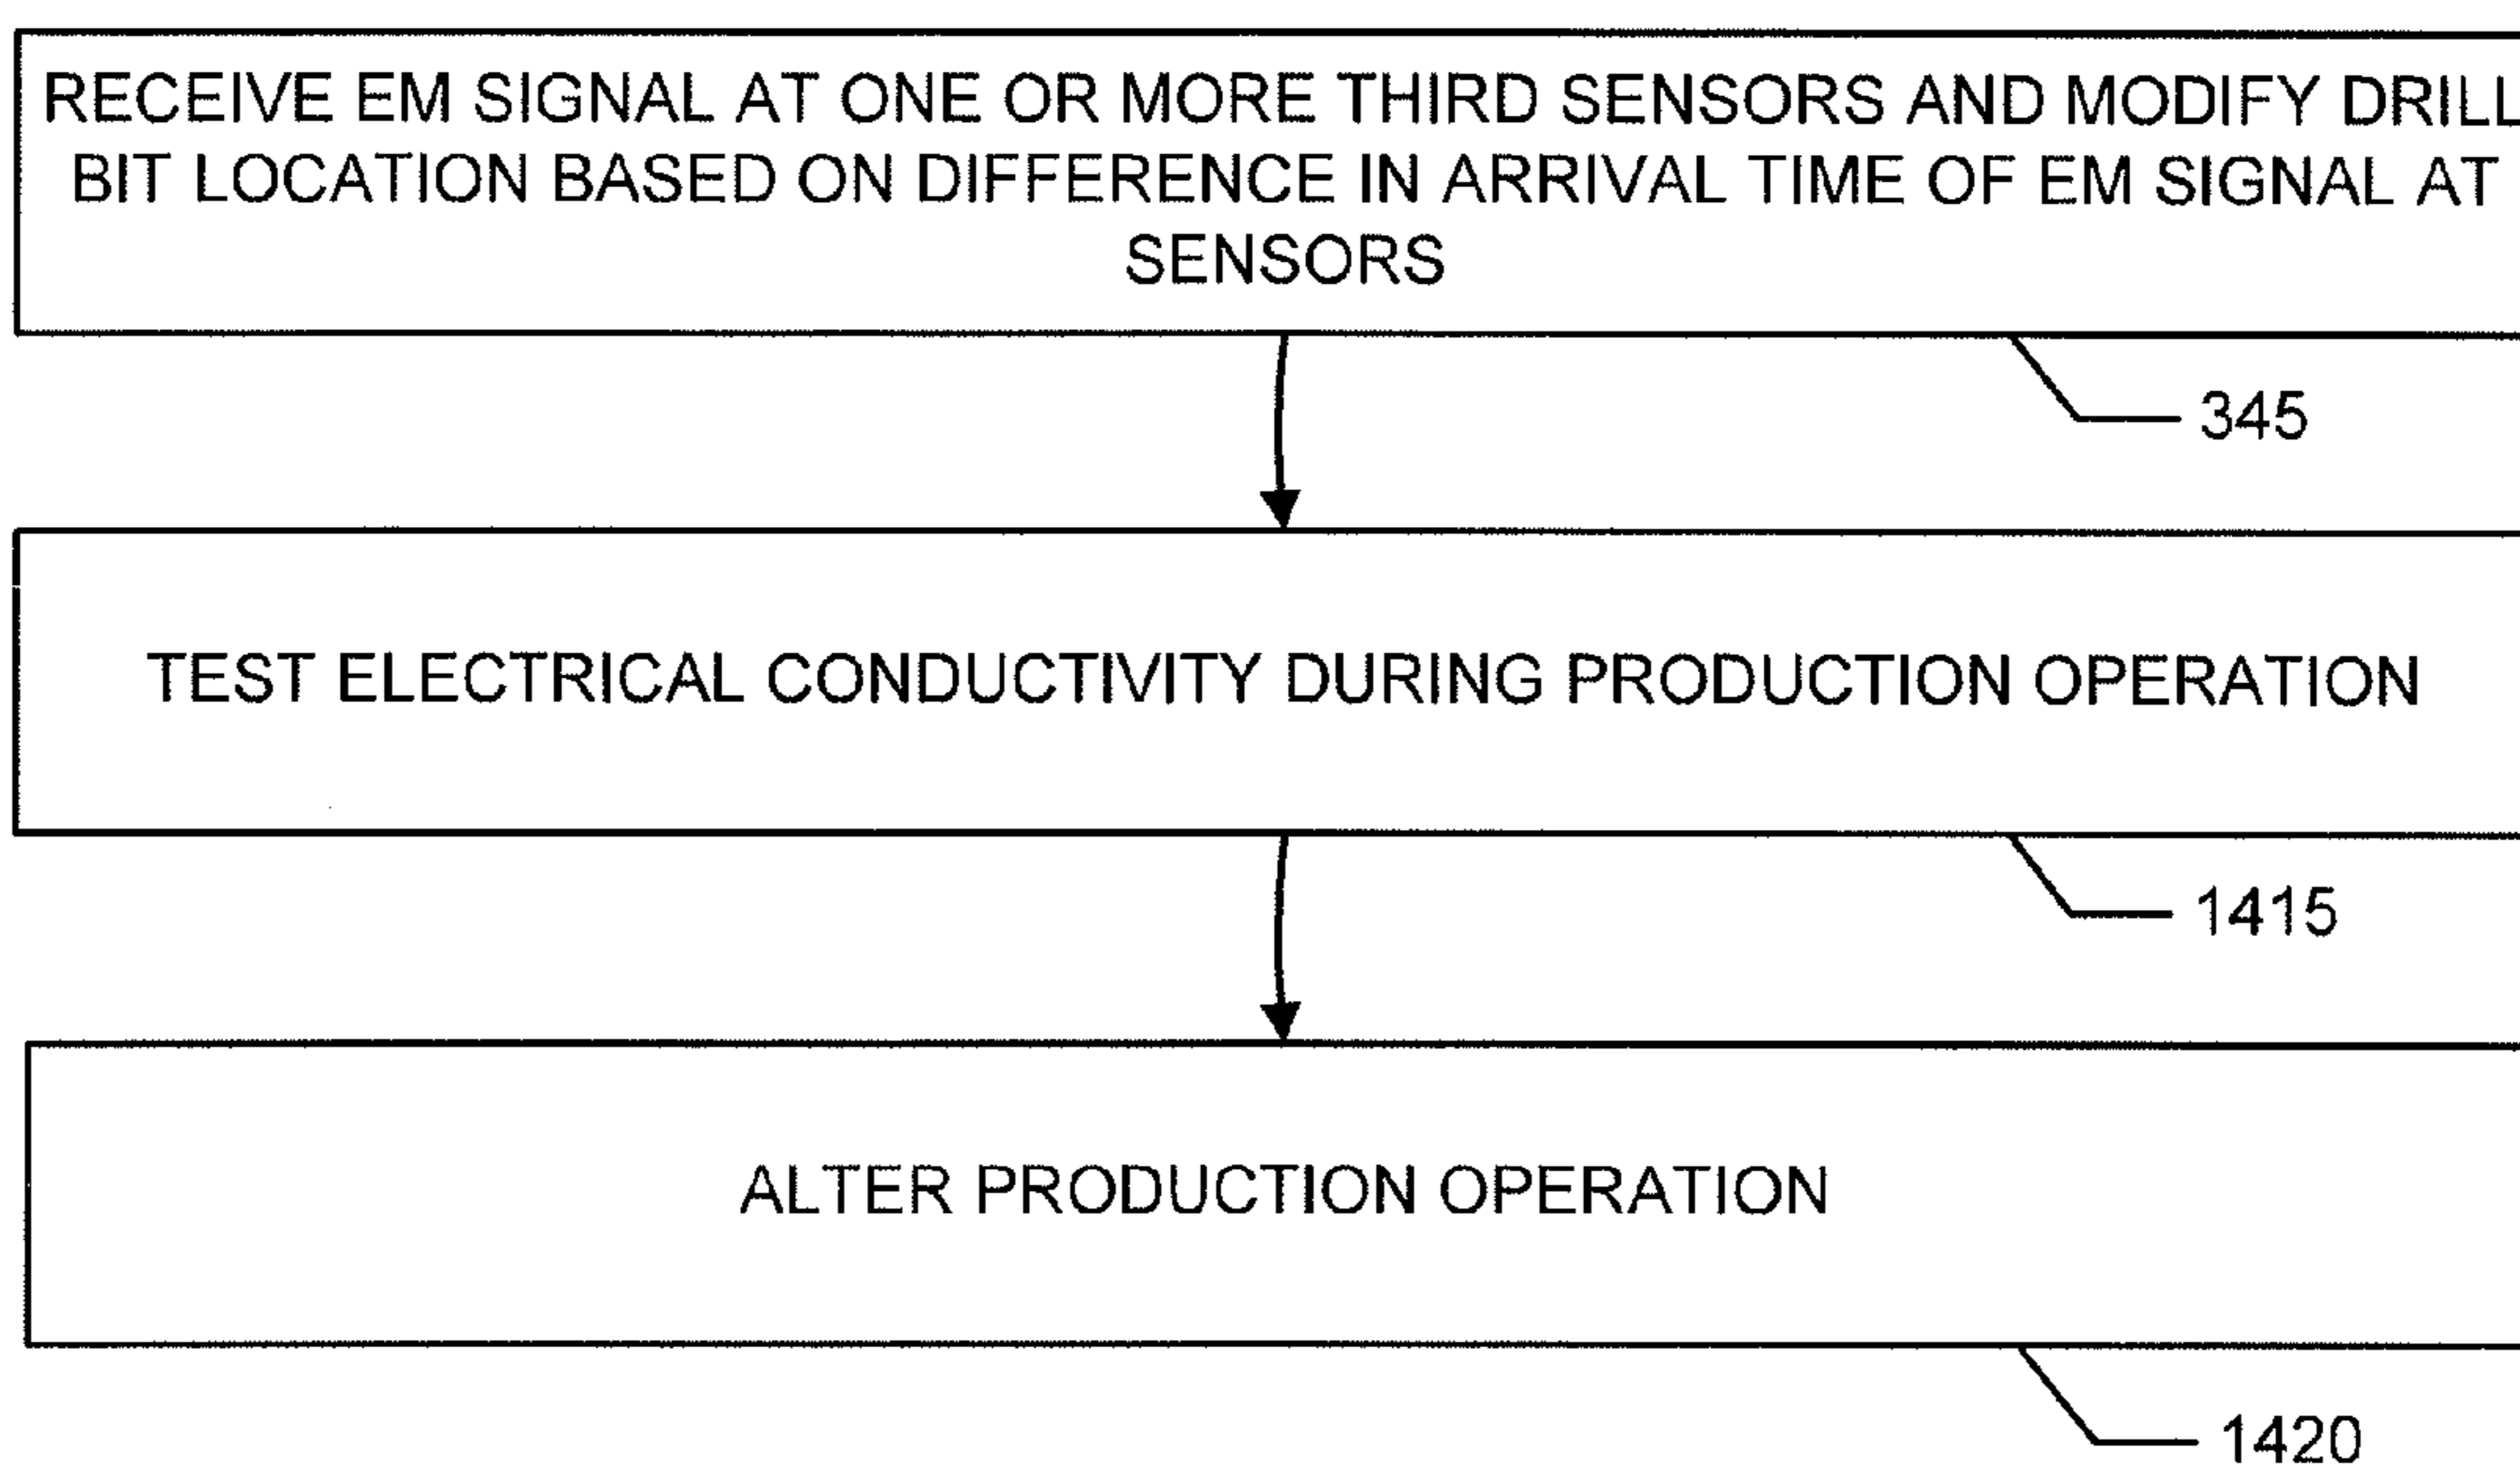 RECEIVE EM SIGNAL AT ONE OR MORE THIRD SENSORS AND MODIFY DRILL
BIT LOCATION BASED ON DIFFERENCE IN ARRIVAL TIME OF EM SIGNAL AT
SENSORS
345
TEST ELECTRICAL CONDUCTIVITY DURING PRODUCTION OPERATION
1415
ALTER PRODUCTION OPERATION
1420